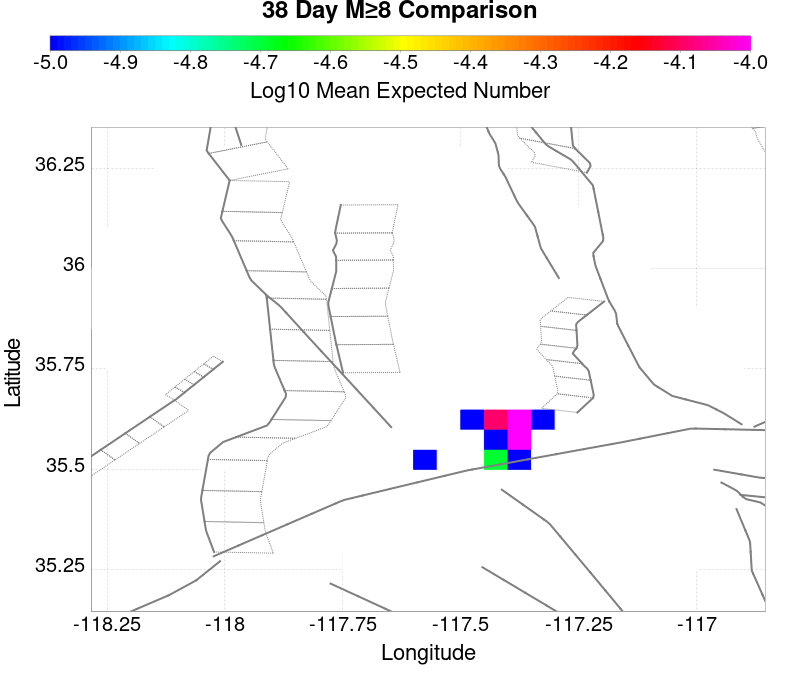 38 Day M≥8 Comparison
-5.0 -4.9 -4.8 -4.7 -4.6 -4.5 -4.4 -4.3 -4.2 -4.1 -4.0
Log10 Mean Expected Number
36.25
36
35.75
35.5
35.25
Latitude
-118.25 -118 -117.75 -117.5 -117.25 -117
Longitude